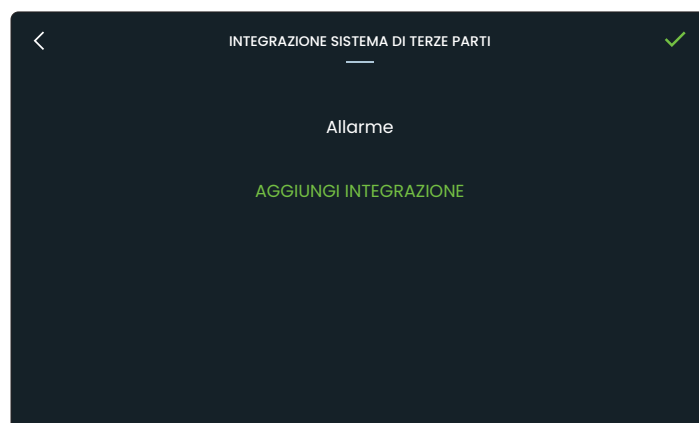 INTEGRAZIONE SISTEMA DI TERZE PARTI
Allarme
AGGIUNGI INTEGRAZIONE